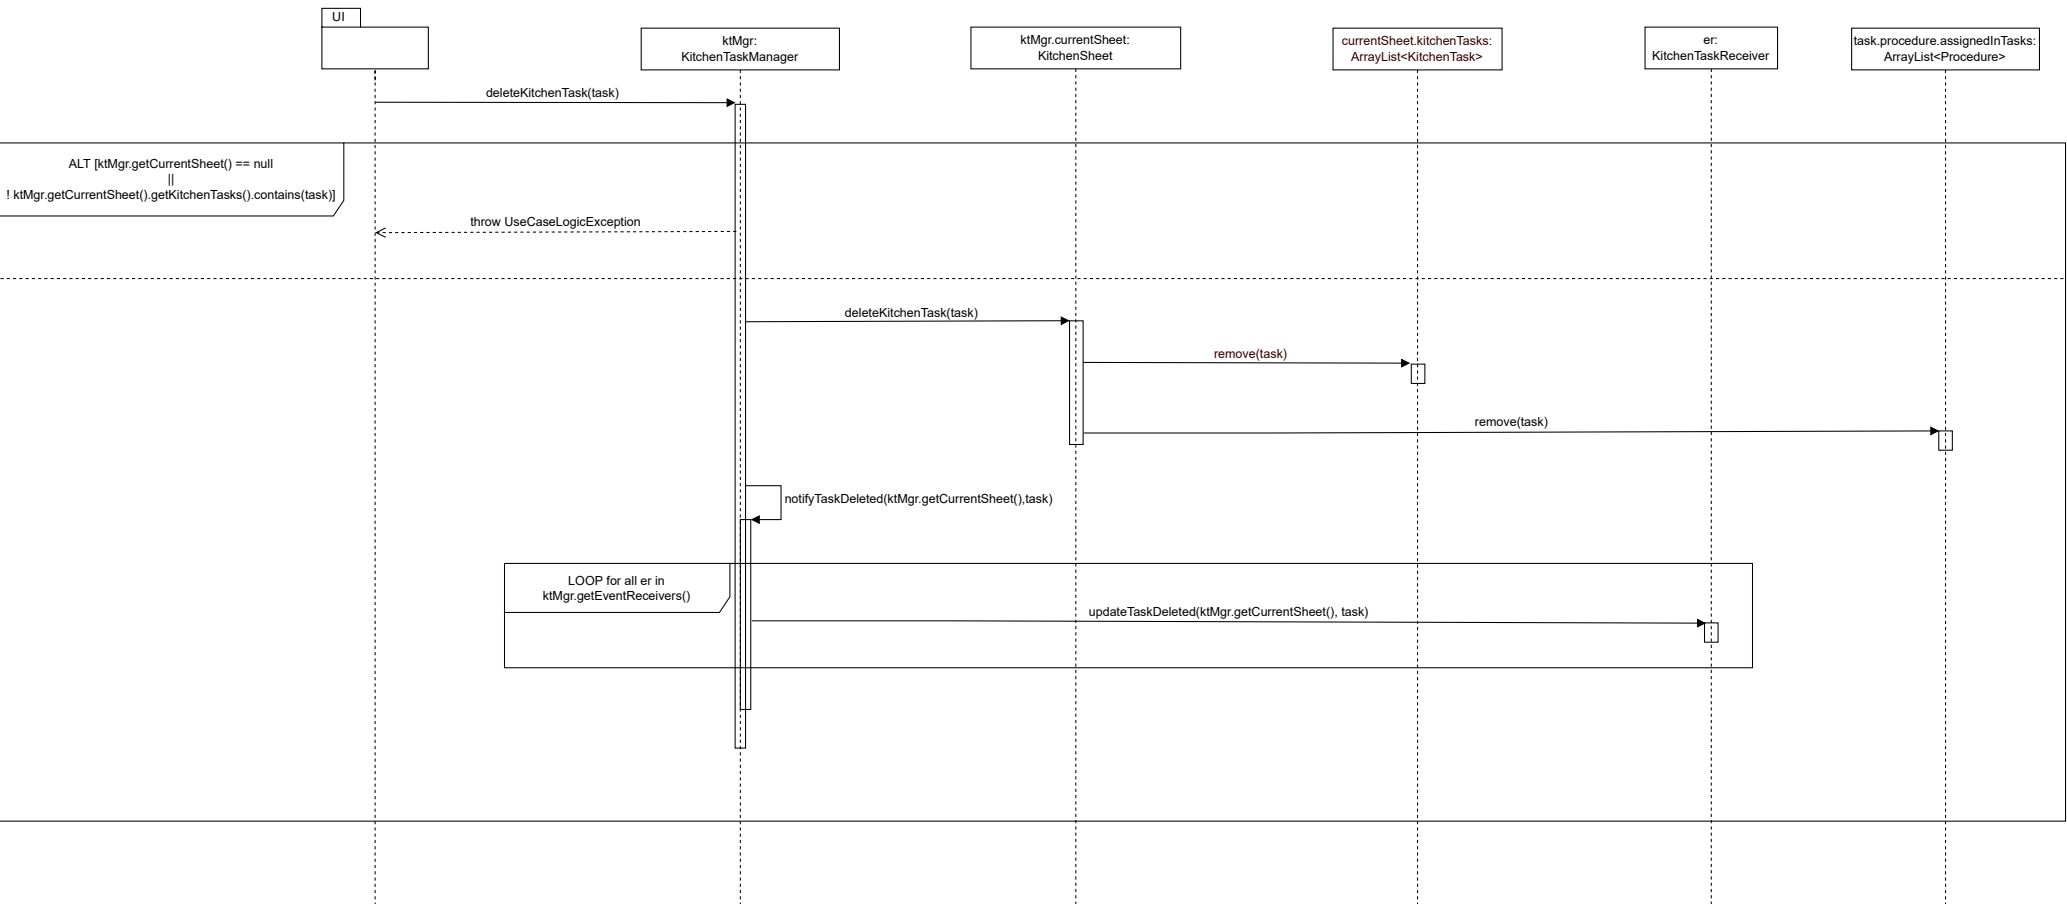 UI
ktMgr:
KitchenTaskManager
ktMgr.currentSheet:
KitchenSheet
currentSheet.kitchenTasks:
ArrayList<KitchenTask>
er:
KitchenTaskReceiver
task.procedure.assignedInTasks:
ArrayList<Procedure>
deleteKitchenTask(task)
ALT [ktMgr.getCurrentSheet() == null
||
! ktMgr.getCurrentSheet().getKitchenTasks().contains(task)]
throw UseCaseLogicException
deleteKitchenTask(task)
remove(task)
remove(task)
notifyTaskDeleted(ktMgr.getCurrentSheet(),task)
LOOP for all er in
ktMgr.getEventReceivers()
updateTaskDeleted(ktMgr.getCurrentSheet(), task)